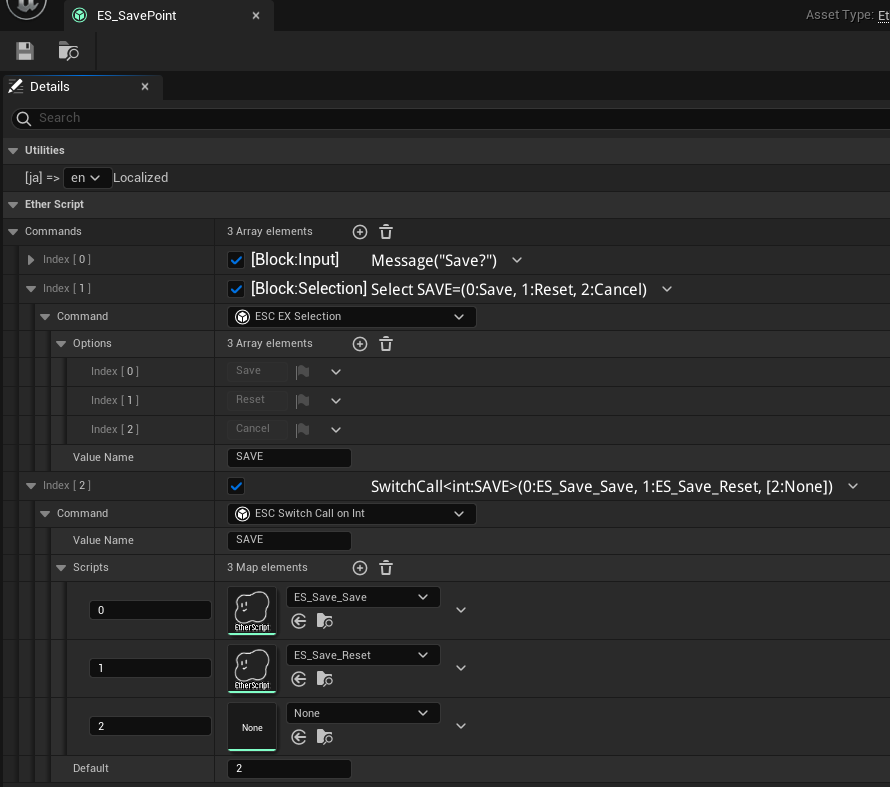 ES_SavePoint
Asset Type: Et
Details
Search
Utilities
[ja] => en Localized
Ether Script
Commands 3 Array elements
Index [ 0 ] [Block:Input] Message("Save?")
Index [ 1 ] [Block:Selection] Select SAVE=(0:Save, 1:Reset, 2:Cancel)
Command ESC EX Selection
Options 3 Array elements
Index [ 0 ] Save
Index [ 1 ] Reset
Index [ 2 ] Cancel
Value Name SAVE
Index [ 2 ] SwitchCall<int:SAVE>(0:ES_Save_Save, 1:ES_Save_Reset, [2:None])
Command ESC Switch Call on Int
Value Name SAVE
Scripts 3 Map elements
0 EtherScript ES_Save_Save
1 EtherScript ES_Save_Reset
2 None None
Default 2